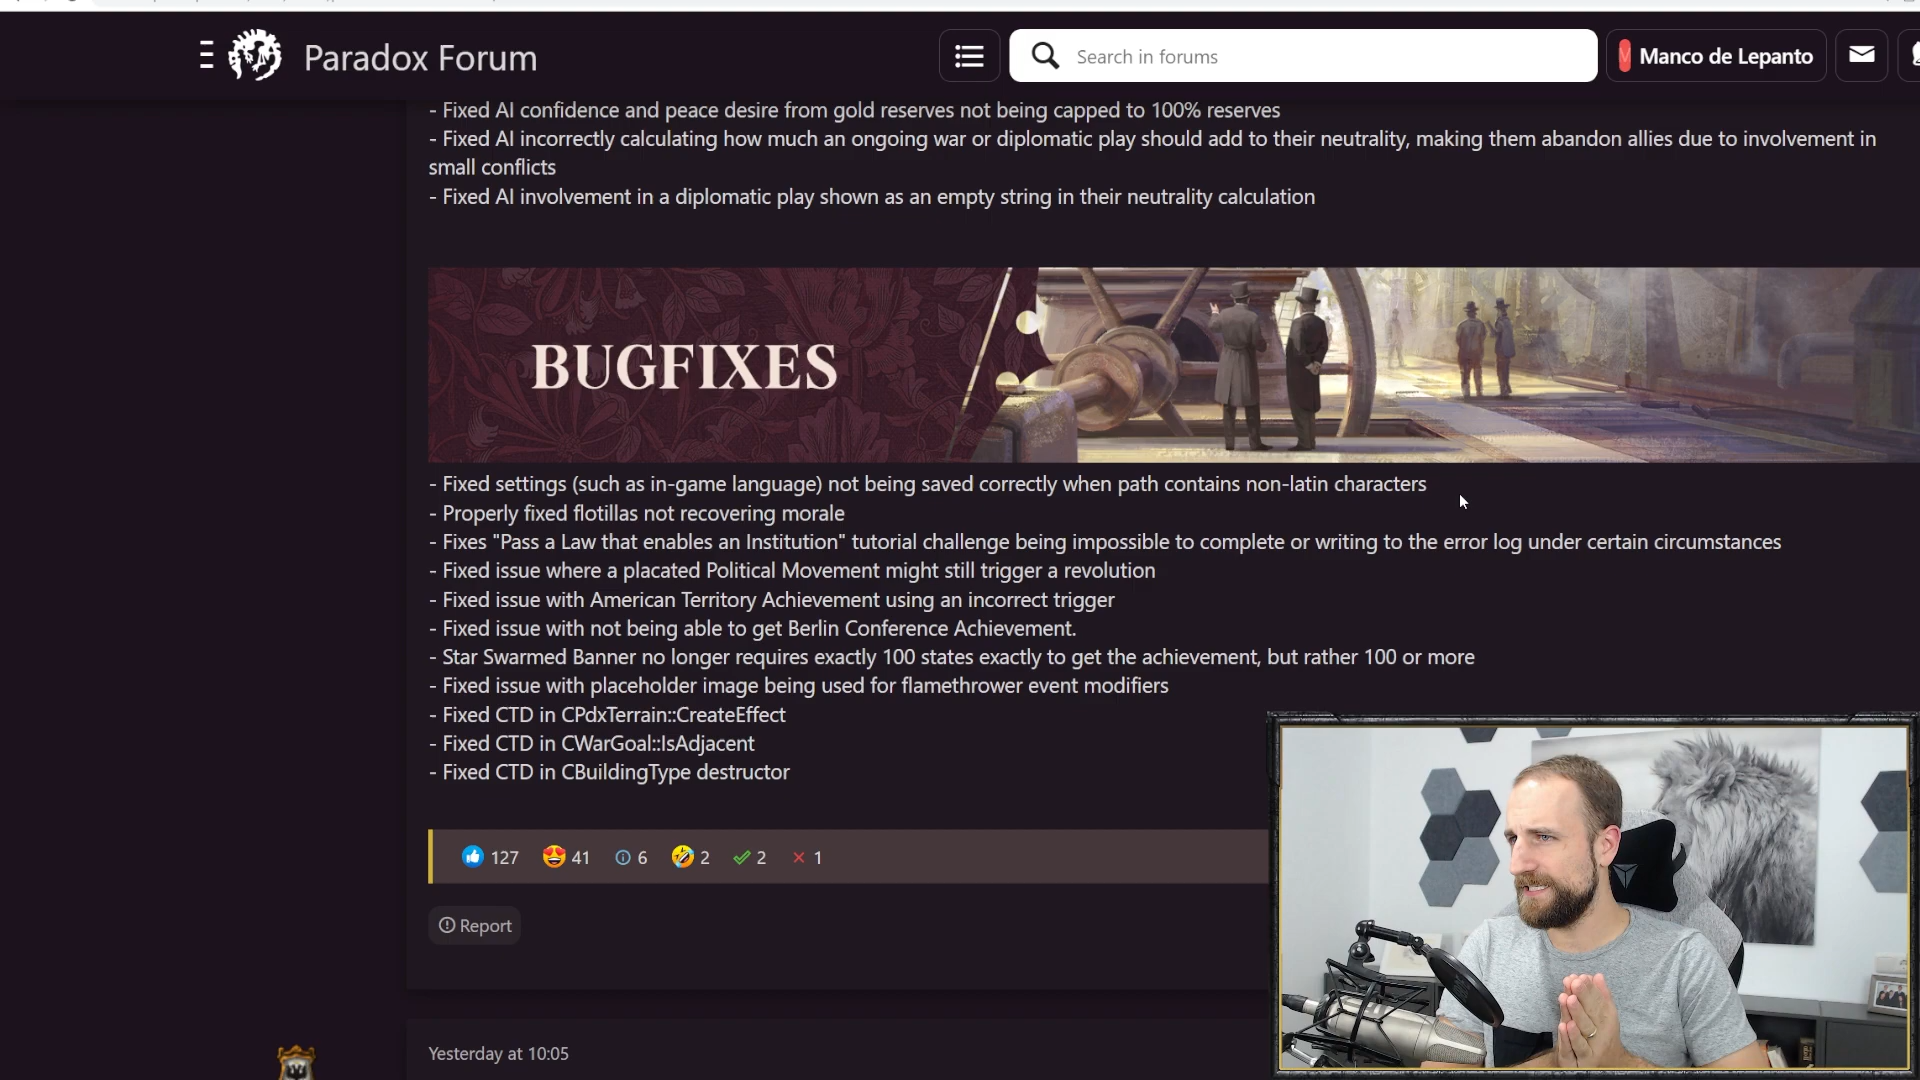 Paradox Forum
Search in forums
Manco de Lepanto
- Fixed AI confidence and peace desire from gold reserves not being capped to 100% reserves
- Fixed AI incorrectly calculating how much an ongoing war or diplomatic play should add to their neutrality, making them abandon allies due to involvement in
small conflicts
- Fixed AI involvement in a diplomatic play shown as an empty string in their neutrality calculation
BUGFIXES
- Fixed settings (such as in-game language) not being saved correctly when path contains non-latin characters
- Properly fixed flotillas not recovering morale
- Fixes "Pass a Law that enables an Institution" tutorial challenge being impossible to complete or writing to the error log under certain circumstances
- Fixed issue where a placated Political Movement might still trigger a revolution
- Fixed issue with American Territory Achievement using an incorrect trigger
- Fixed issue with not being able to get Berlin Conference Achievement.
- Star Swarmed Banner no longer requires exactly 100 states exactly to get the achievement, but rather 100 or more
- Fixed issue with placeholder image being used for flamethrower event modifiers
- Fixed CTD in CPdxTerrain::CreateEffect
- Fixed CTD in CWarGoal::IsAdjacent
- Fixed CTD in CBuildingType destructor
127 41 6 2 2 1
Report
Yesterday at 10:05